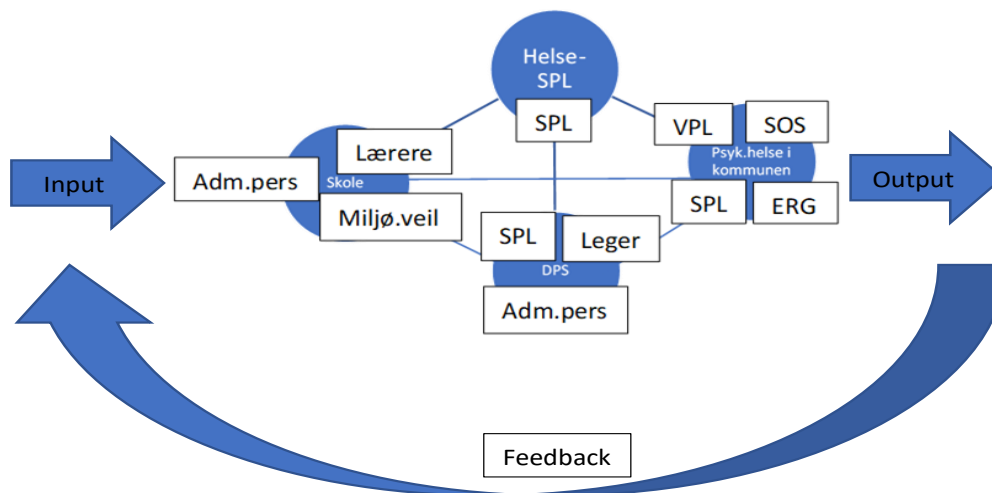 Helse-
SPL
SPL
Lærere
VPL
SOS
Psyk.helse i
kommunen
Input
Adm.pers
Skole
Output
Miljø.veil
SPL
ERG
SPL
Leger
DPS
Adm.pers
Feedback